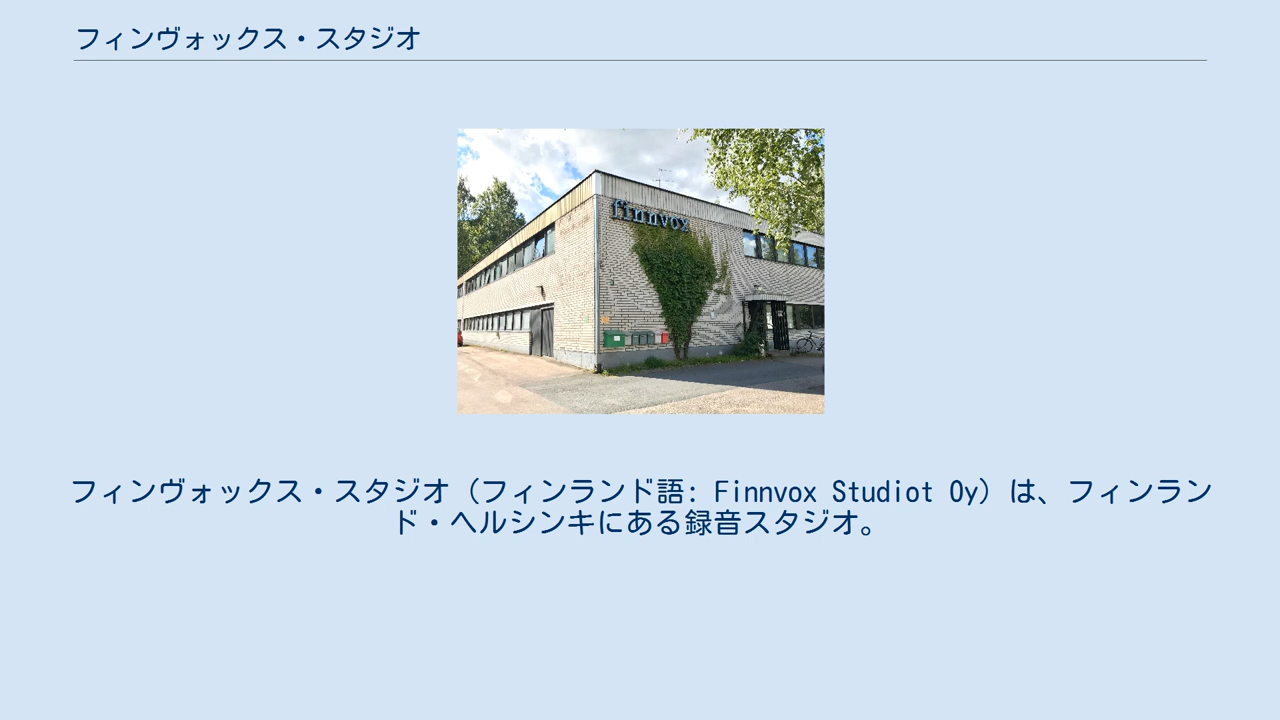 フィンヴォックス・スタジオ
finnvox
フィンヴォックス・スタジオ（フィンランド語: Finnvox Studiot Oy）は、フィンラン
ド・ヘルシンキにある録音スタジオ。